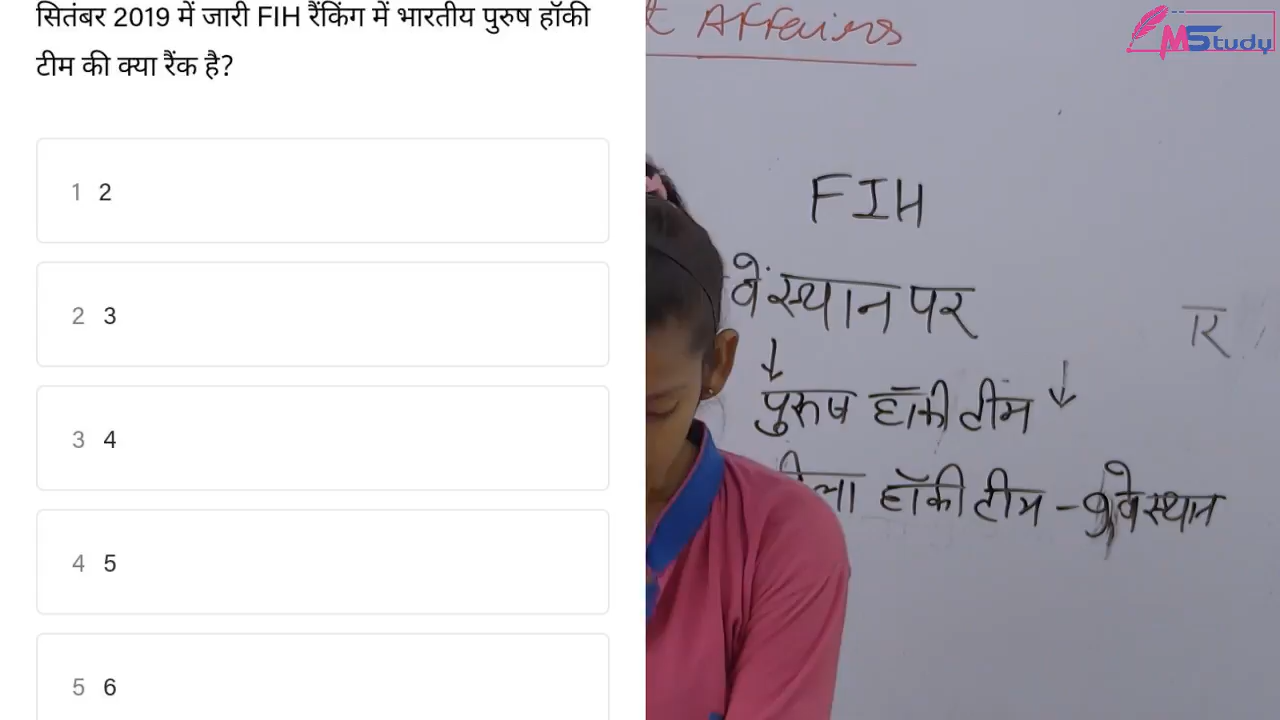 सितंबर 2019 में जारी FIH रैंकिंग में भारतीय पुरुष हॉकी
टीम की क्या रैंक है?
1 2
2 3
3 4
4 5
5 6
Affairs
MStudy
FIH
वें स्थान पर
पुरुष हॉकी टीम
हॉकी टीम - 9वें स्थान